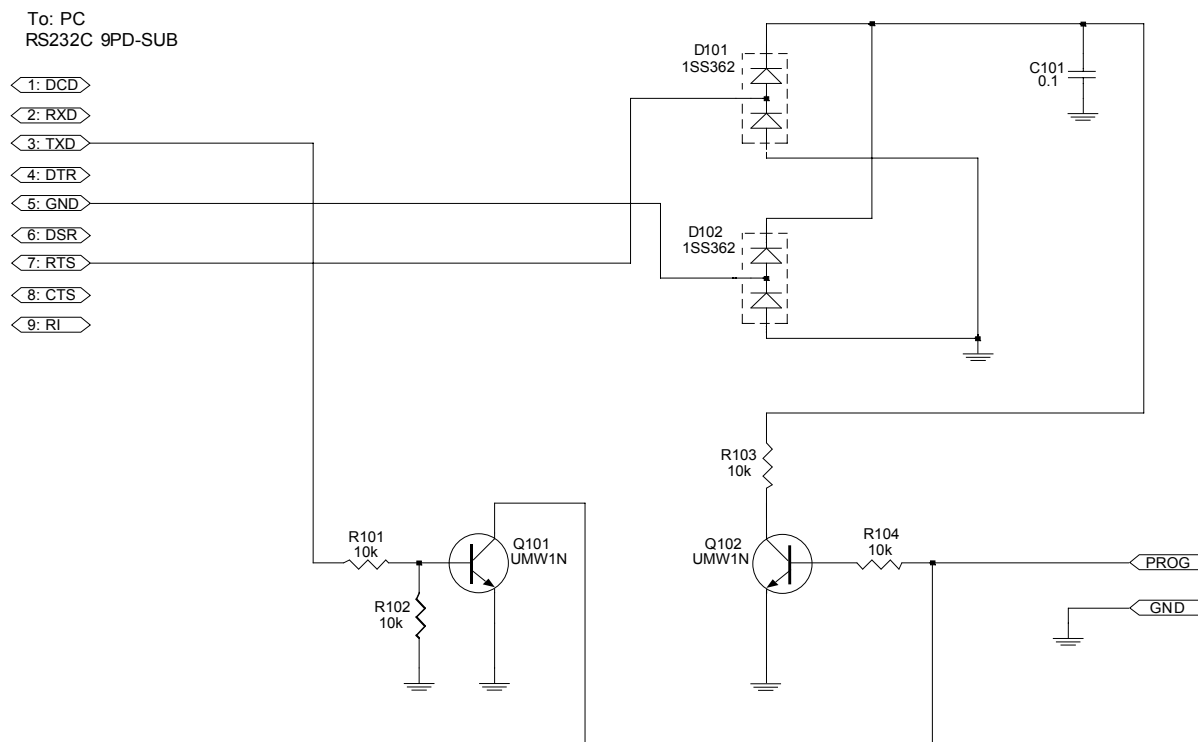 To: PC
RS232C 9PD-SUB
1: DCD
2: RXD
3: TXD
4: DTR
5: GND
6: DSR
7: RTS
8: CTS
9: RI
D101
1SS362
C101
0.1
D102
1SS362
R103
10k
R101
10k
Q101
UMW1N
R102
10k
Q102
UMW1N
R104
10k
PROG
GND